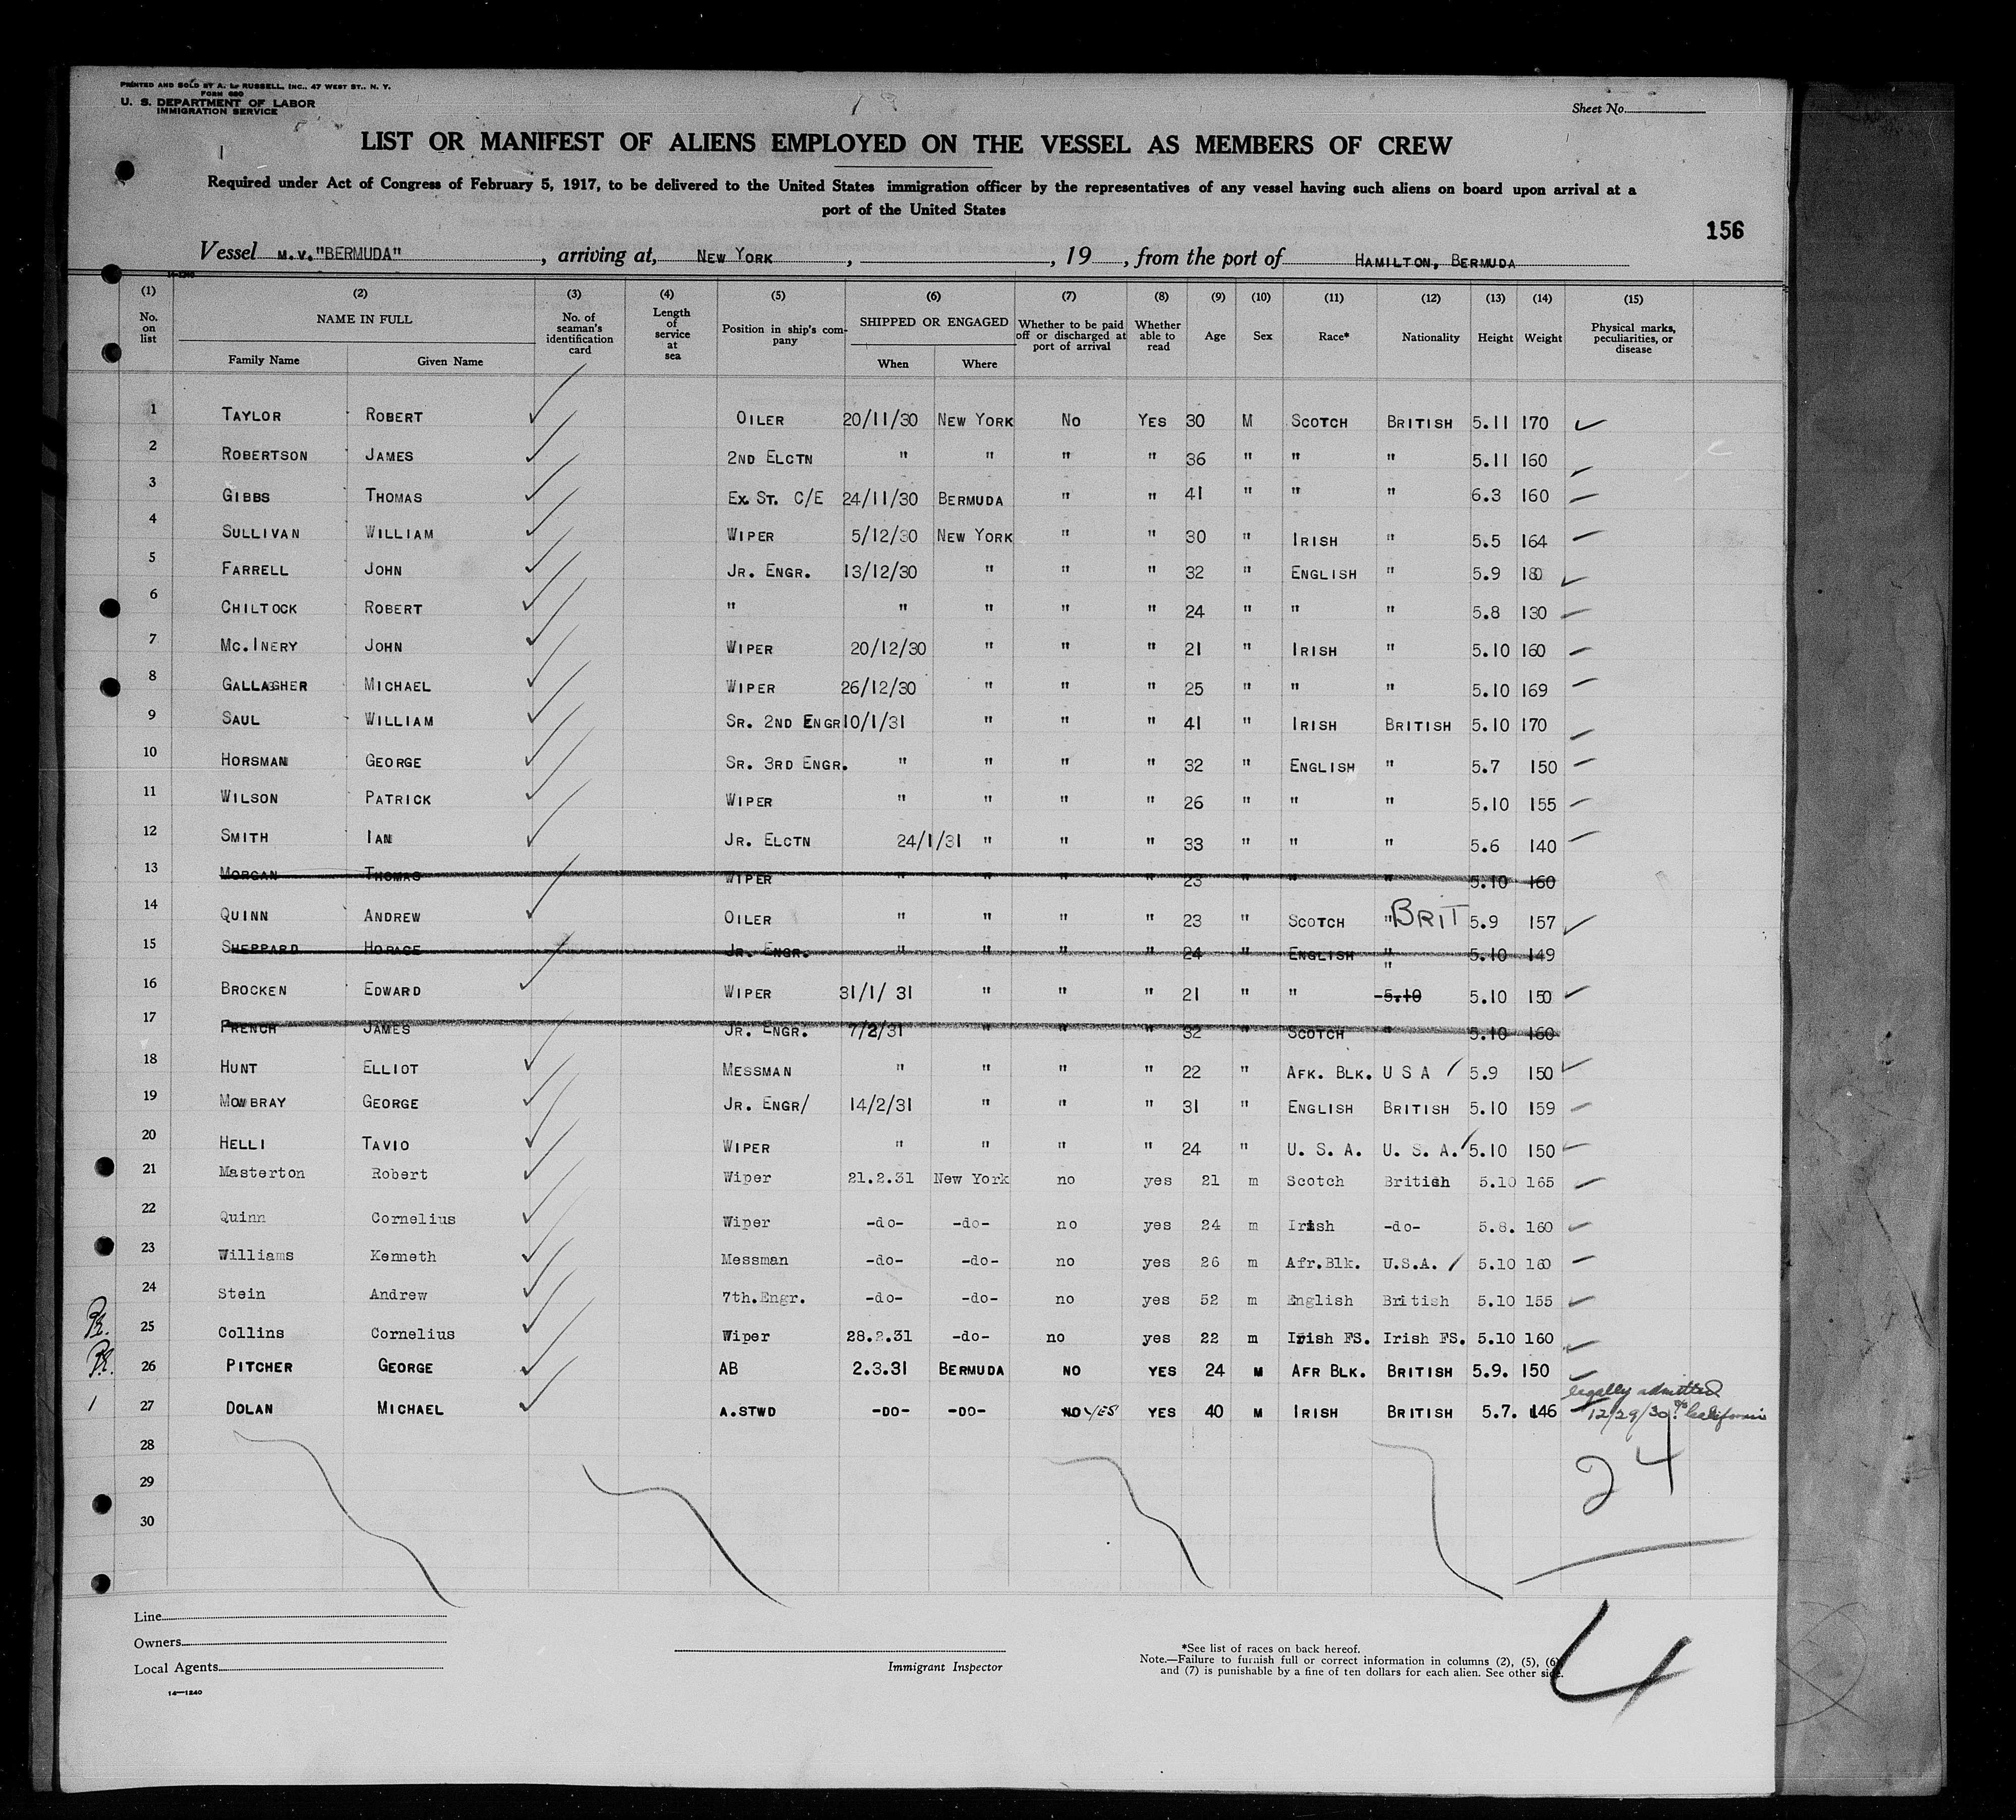 PRINTED AND SOLD BY A. L. RUSSELL, INC., 47 WEST ST., N. Y.
FORM 680
U. S. DEPARTMENT OF LABOR
IMMIGRATION SERVICE
Sheet No.
LIST OR MANIFEST OF ALIENS EMPLOYED ON THE VESSEL AS MEMBERS OF CREW
Required under Act of Congress of February 5, 1917, to be delivered to the United States immigration officer by the representatives of any vessel having such aliens on board upon arrival at a
port of the United States
156
Vessel M.V. "BERMUDA" , arriving at, NEW YORK , , 19 , from the port of HAMILTON, BERMUDA
(1) (2) (3) (4) (5) (6) (7) (8) (9) (10) (11) (12) (13) (14) (15)
No. on list NAME IN FULL Family Name Given Name No. of seaman's identification card Length of service at sea Position in ship's company SHIPPED OR ENGAGED When Where Whether to be paid off or discharged at port of arrival Whether able to read Age Sex Race* Nationality Height Weight Physical marks, peculiarities, or disease
1 TAYLOR ROBERT OILER 20/11/30 NEW YORK NO YES 30 M SCOTCH BRITISH 5.11 170
2 ROBERTSON JAMES 2ND ELCTN " " " " 36 " " " 5.11 160
3 GIBBS THOMAS EX. ST. C/E 24/11/30 BERMUDA " " 41 " " " 6.3 160
4 SULLIVAN WILLIAM WIPER 5/12/30 NEW YORK " " 30 " IRISH " 5.5 164
5 FARRELL JOHN JR. ENGR. 13/12/30 " " " 32 " ENGLISH " 5.9 180
6 CHILTOCK ROBERT " " " " " 24 " " " 5.8 130
7 MC.INERY JOHN WIPER 20/12/30 " " " 21 " IRISH " 5.10 160
8 GALLAGHER MICHAEL WIPER 26/12/30 " " " 25 " " " 5.10 169
9 SAUL WILLIAM SR. 2ND ENGR 10/1/31 " " " 41 " IRISH BRITISH 5.10 170
10 HORSMAN GEORGE SR. 3RD ENGR. " " " " 32 " ENGLISH " 5.7 150
11 WILSON PATRICK WIPER " " " " 26 " " " 5.10 155
12 SMITH IAN JR. ELCTN 24/1/31 " " " 33 " " " 5.6 140
13 MORGAN THOMAS WIPER " " " " 23 " " " 5.10 160
14 QUINN ANDREW OILER " " " " 23 " SCOTCH " BRIT 5.9 157
15 SHEPPARD HORACE JR. ENGR. " " " " 24 " ENGLISH " 5.10 149
16 BROCKEN EDWARD WIPER 31/1/ 31 " " " 21 " " " 5.10 5.10 150
17 FRENCH JAMES JR. ENGR. 7/2/31 " " " 32 " SCOTCH " 5.10 160
18 HUNT ELLIOT MESSMAN " " " " 22 " AFK. BLK. U S A 5.9 150
19 MOWBRAY GEORGE JR. ENGR/ 14/2/31 " " " 31 " ENGLISH BRITISH 5.10 159
20 HELLI TAVIO WIPER " " " " 24 " U. S. A. U. S. A. 5.10 150
21 Masterton Robert Wiper 21.2.31 New York no yes 21 m Scotch British 5.10 165
22 Quinn Cornelius Wiper -do- -do- no yes 24 m Irish -do- 5.8. 160
23 Williams Kenneth Messman -do- -do- no yes 26 m Afr.Blk. U.S.A. 5.10 160
24 Stein Andrew 7th.Engr. -do- -do- no yes 52 m English British 5.10 155
25 Collins Cornelius Wiper 28.2.31 -do- no yes 22 m Irish FS. Irish FS. 5.10 160
26 PITCHER GEORGE AB 2.3.31 BERMUDA NO YES 24 M AFR BLK. BRITISH 5.9. 150
27 DOLAN MICHAEL A.STWD -DO- -DO- NO YES YES 40 M IRISH BRITISH 5.7. 146 legally admitted
12/29/30 California
28
29
30
24
4
Line
Owners
Local Agents
Immigrant Inspector
*See list of races on back hereof.
Note.—Failure to furnish full or correct information in columns (2), (5), (6)
and (7) is punishable by a fine of ten dollars for each alien. See other side.
14—1240